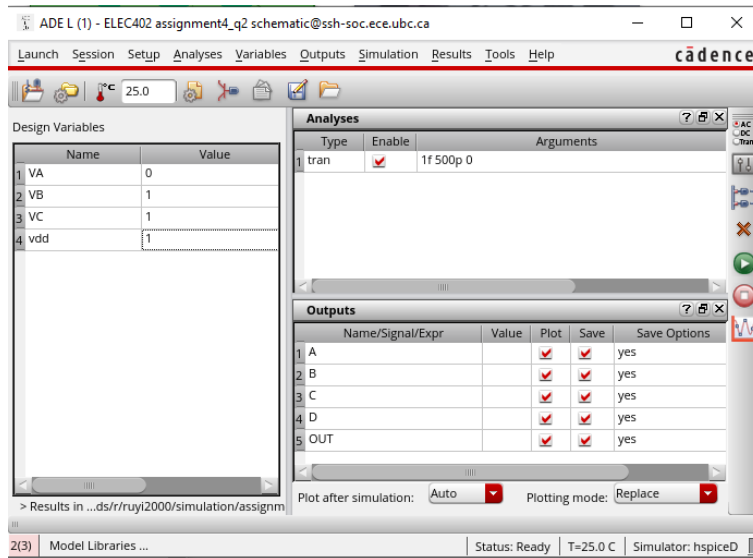 ADE L (1) - ELEC402 assignment4_q2 schematic@ssh-soc.ece.ubc.ca
Launch Session Setup Analyses Variables Outputs Simulation Results Tools Help cādence
°C 25.0
Design Variables
Name Value
1 VA 0
2 VB 1
3 VC 1
4 vdd 1
> Results in ...ds/r/ruyi2000/simulation/assignm
Analyses
Type Enable Arguments
1 tran 1f 500p 0
Outputs
Name/Signal/Expr Value Plot Save Save Options
1 A yes
2 B yes
3 C yes
4 D yes
5 OUT yes
Plot after simulation: Auto Plotting mode: Replace
AC
DC
Tran
2(3) Model Libraries ... Status: Ready T=25.0 C Simulator: hspiceD